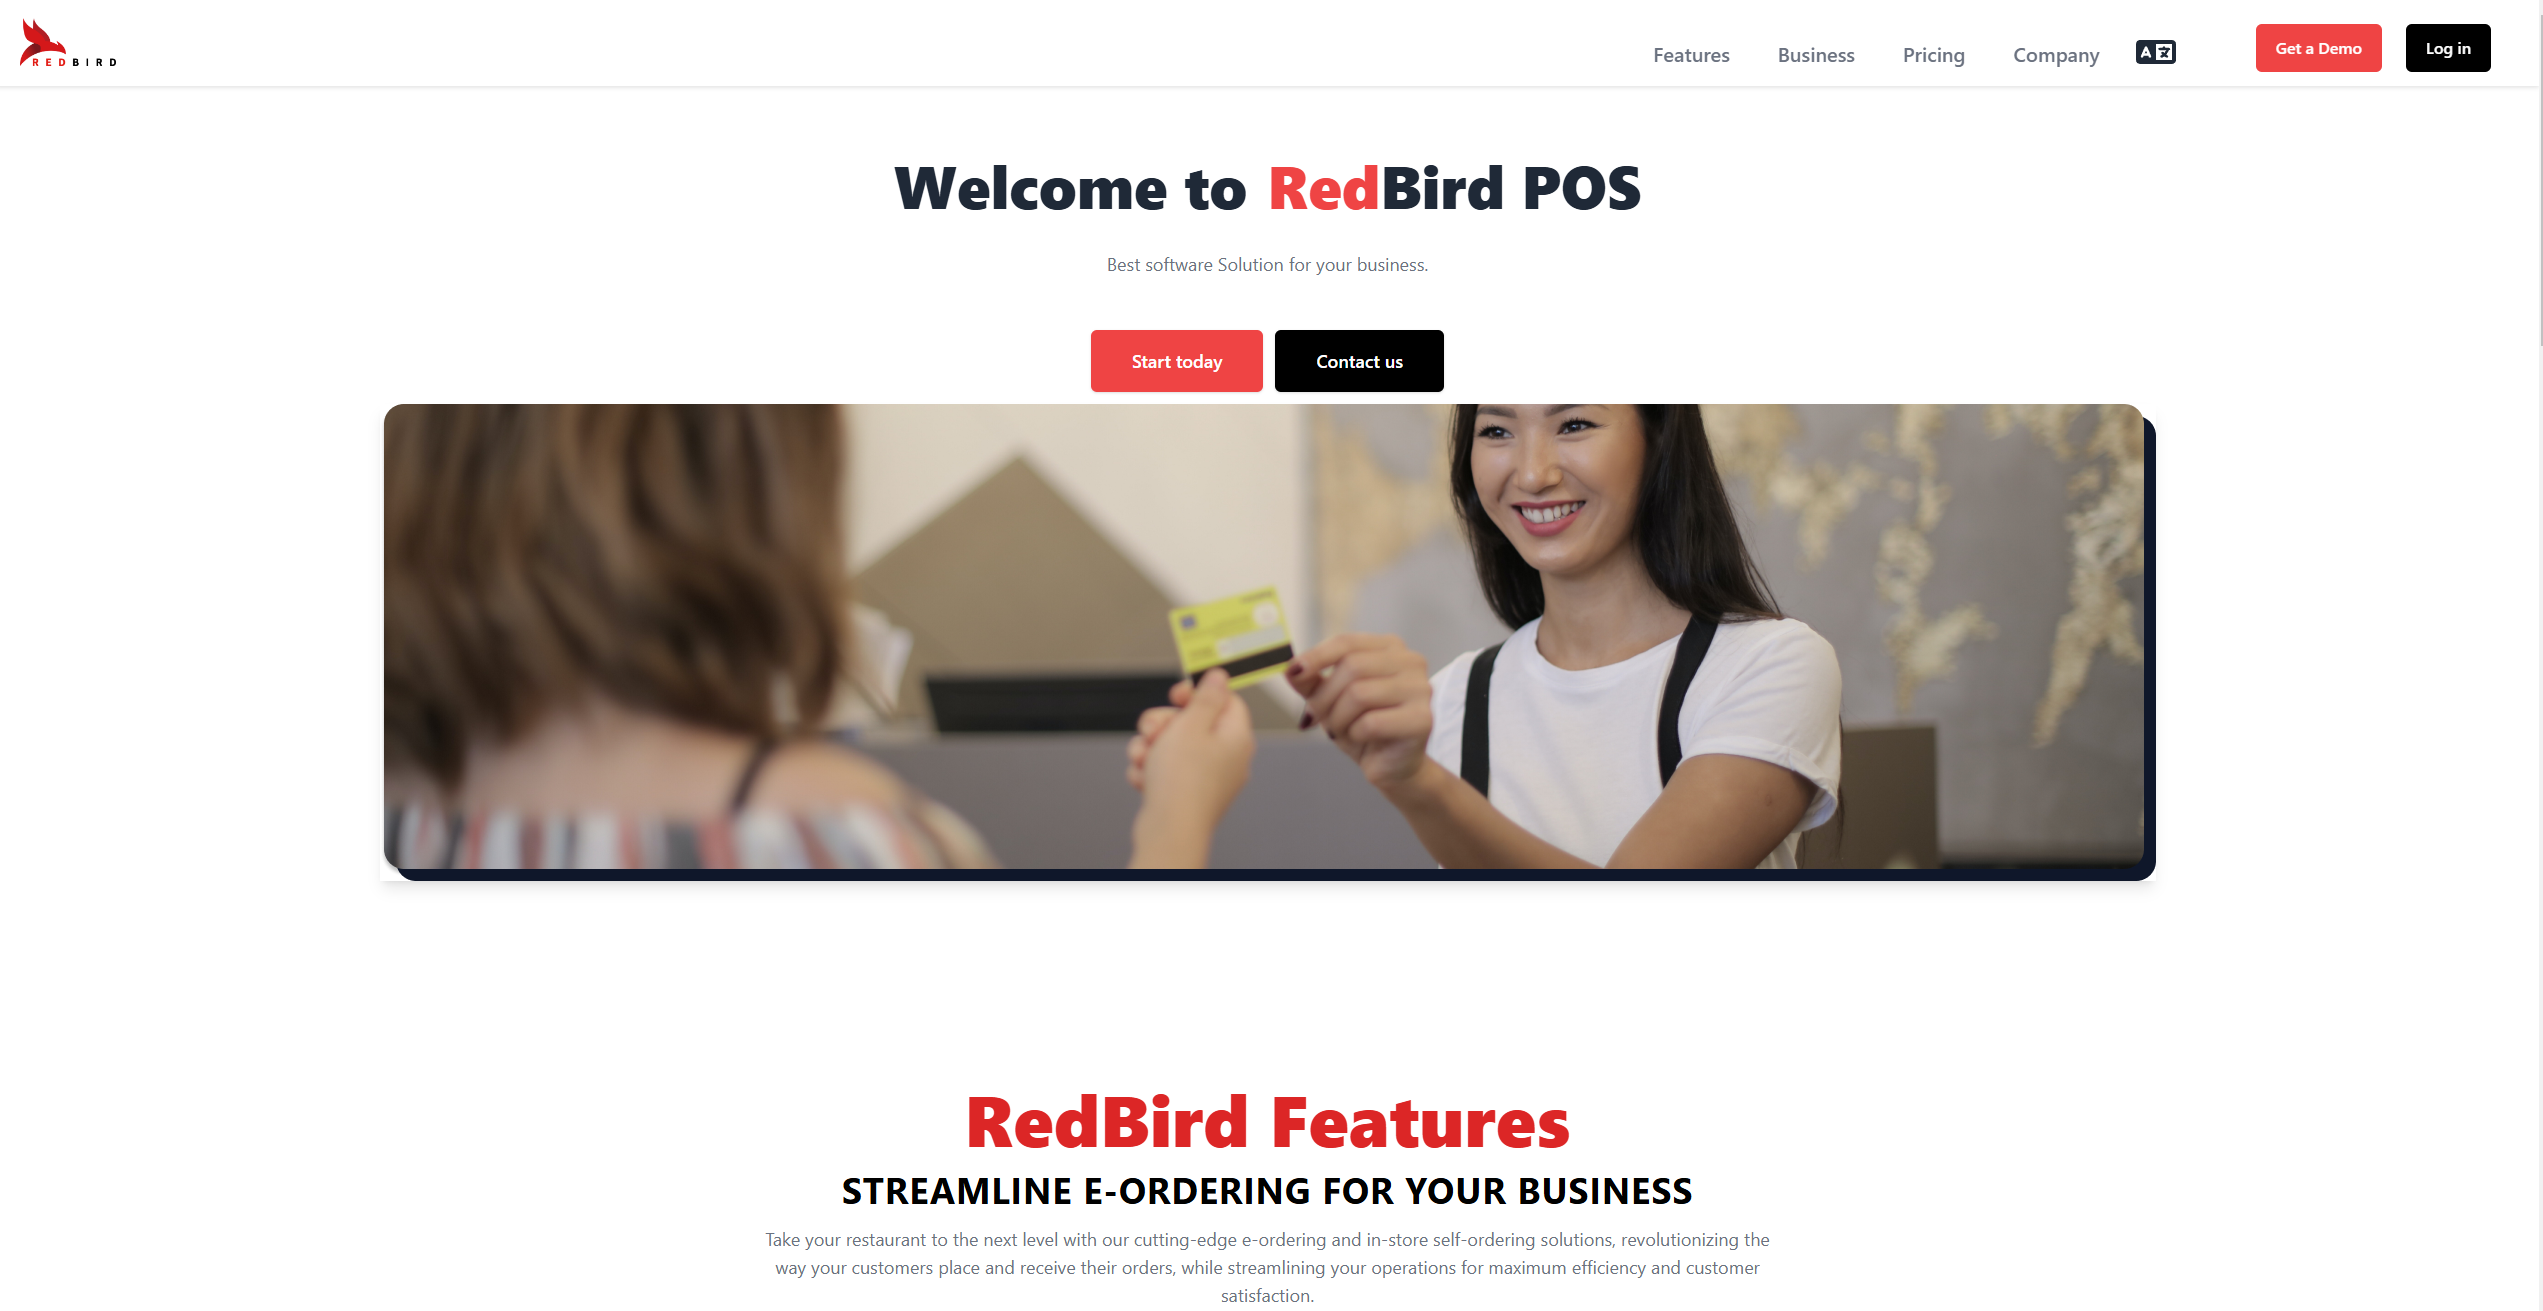 REDBIRD
Features
Business
Pricing
Company
A 文
Get a Demo
Log in
Welcome to RedBird POS
Best software Solution for your business.
Start today
Contact us
RedBird Features
STREAMLINE E-ORDERING FOR YOUR BUSINESS
Take your restaurant to the next level with our cutting-edge e-ordering and in-store self-ordering solutions, revolutionizing the
way your customers place and receive their orders, while streamlining your operations for maximum efficiency and customer
satisfaction.